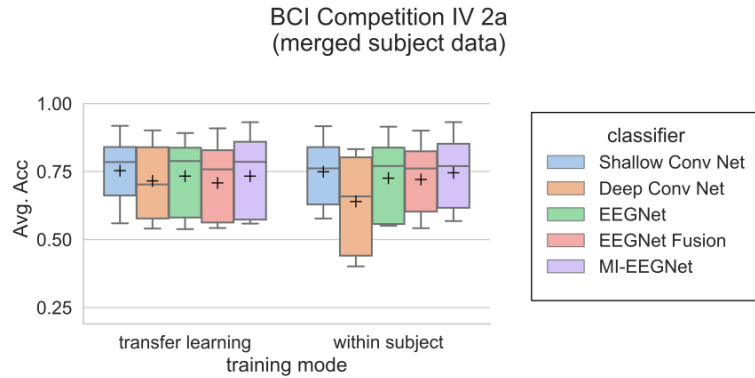 BCI Competition IV 2a
(merged subject data)
1.00
0.75
0.50
0.25
Avg. Acc
transfer learning
within subject
training mode
classifier
Shallow Conv Net
Deep Conv Net
EEGNet
EEGNet Fusion
MI-EEGNet